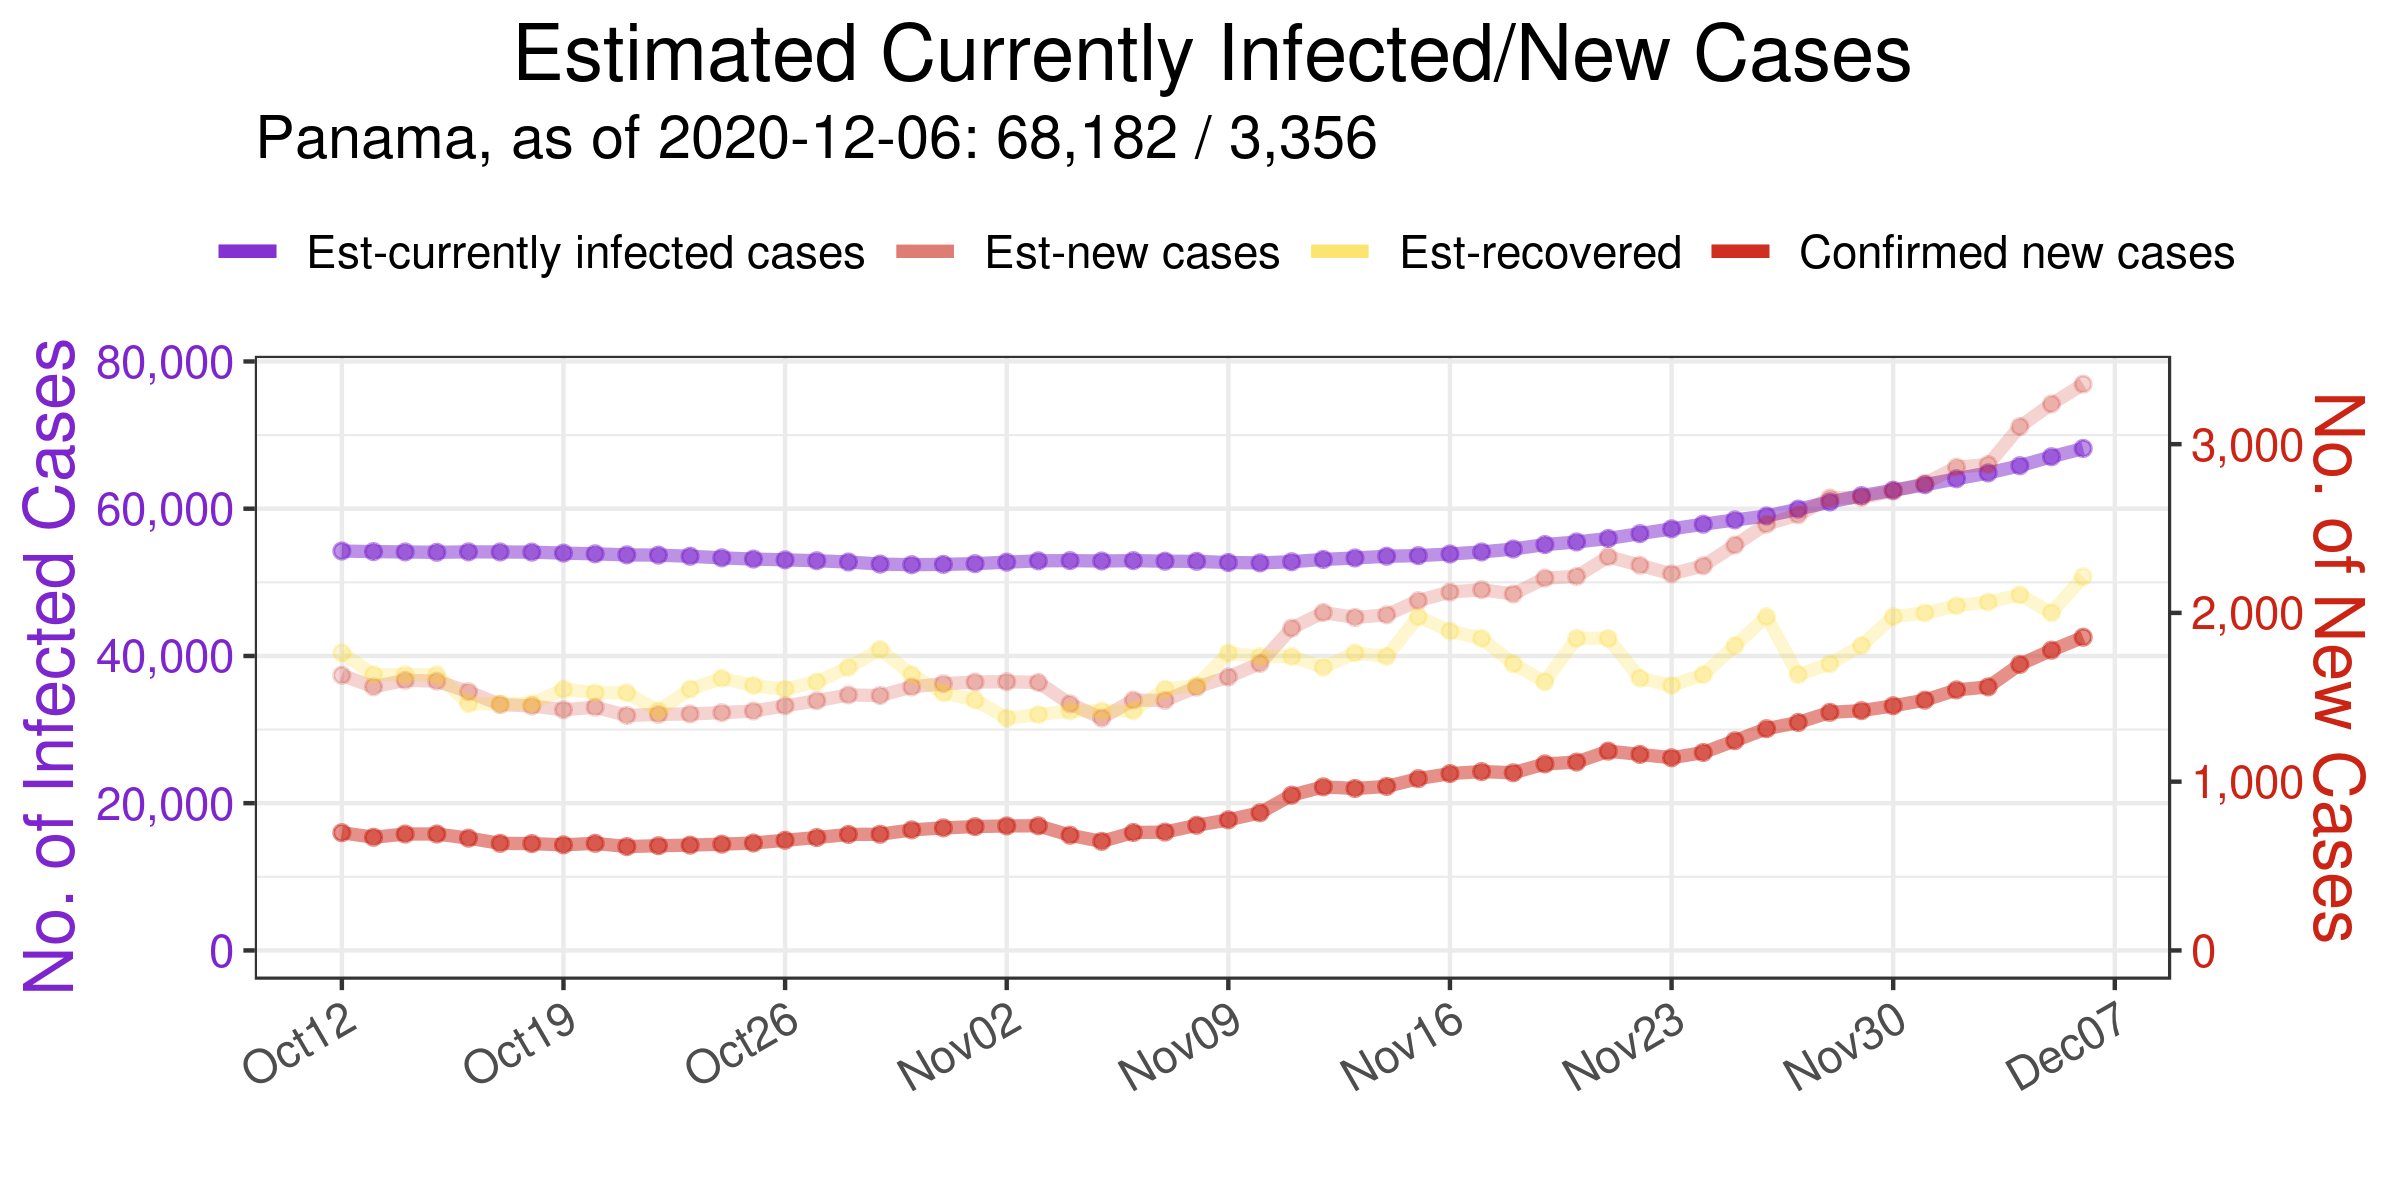 Estimated Currently Infected/New Cases
Panama, as of 2020-12-06: 68,182 / 3,356
Est-currently infected cases Est-new cases Est-recovered Confirmed new cases
No. of Infected Cases
80,000
60,000
40,000
20,000
0
3,000
2,000
1,000
0
No. of New Cases
Oct12 Oct19 Oct26 Nov02 Nov09 Nov16 Nov23 Nov30 Dec07